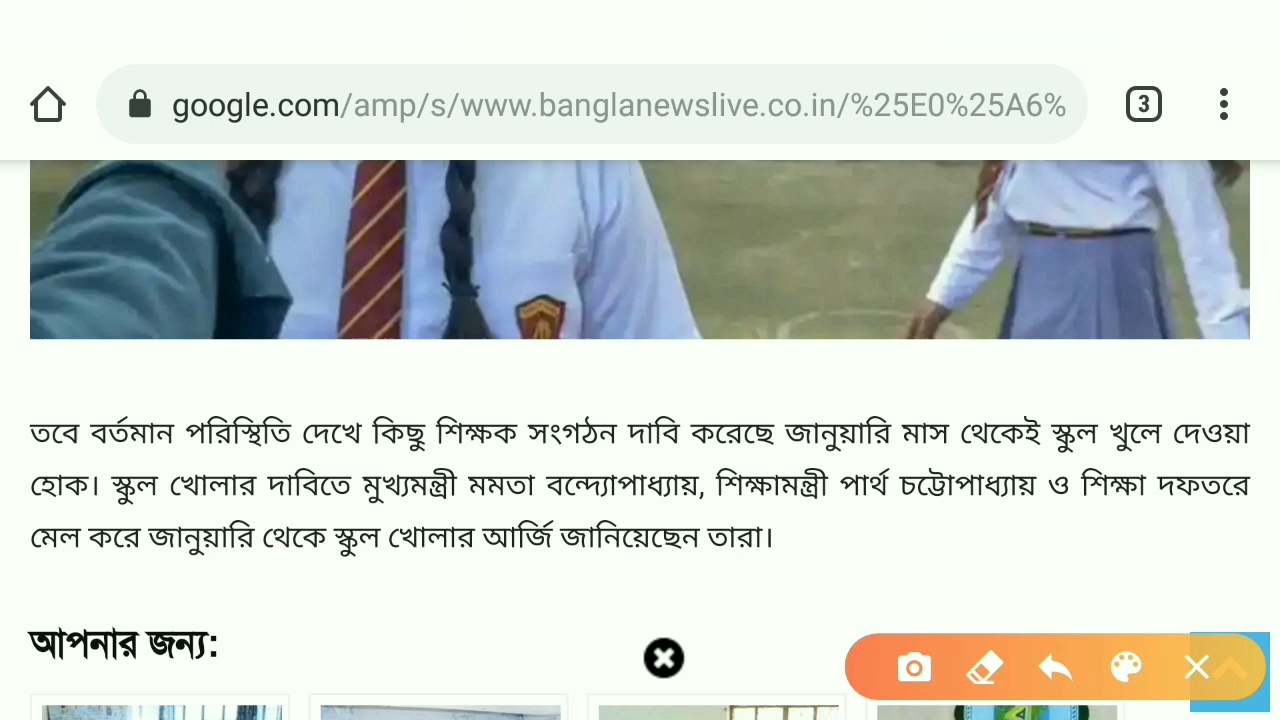 google.com/amp/s/www.banglanewslive.co.in/%25E0%25A6%
3
তবে বর্তমান পরিস্থিতি দেখে কিছু শিক্ষক সংগঠন দাবি করেছে জানুয়ারি মাস থেকেই স্কুল খুলে দেওয়া
হোক। স্কুল খোলার দাবিতে মুখ্যমন্ত্রী মমতা বন্দ্যোপাধ্যায়, শিক্ষামন্ত্রী পার্থ চট্টোপাধ্যায় ও শিক্ষা দফতরে
মেল করে জানুয়ারি থেকে স্কুল খোলার আর্জি জানিয়েছেন তারা।
আপনার জন্য: